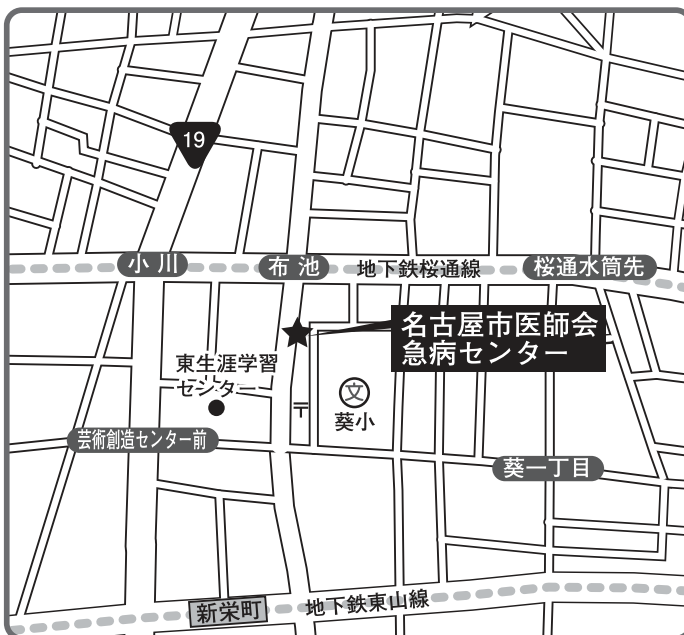 19
小川
布池
地下鉄桜通線
桜通水筒先
名古屋市医師会
急病センター
東生涯学習
センター
文
〒
葵小
芸術創造センター前
葵一丁目
新栄町
地下鉄東山線